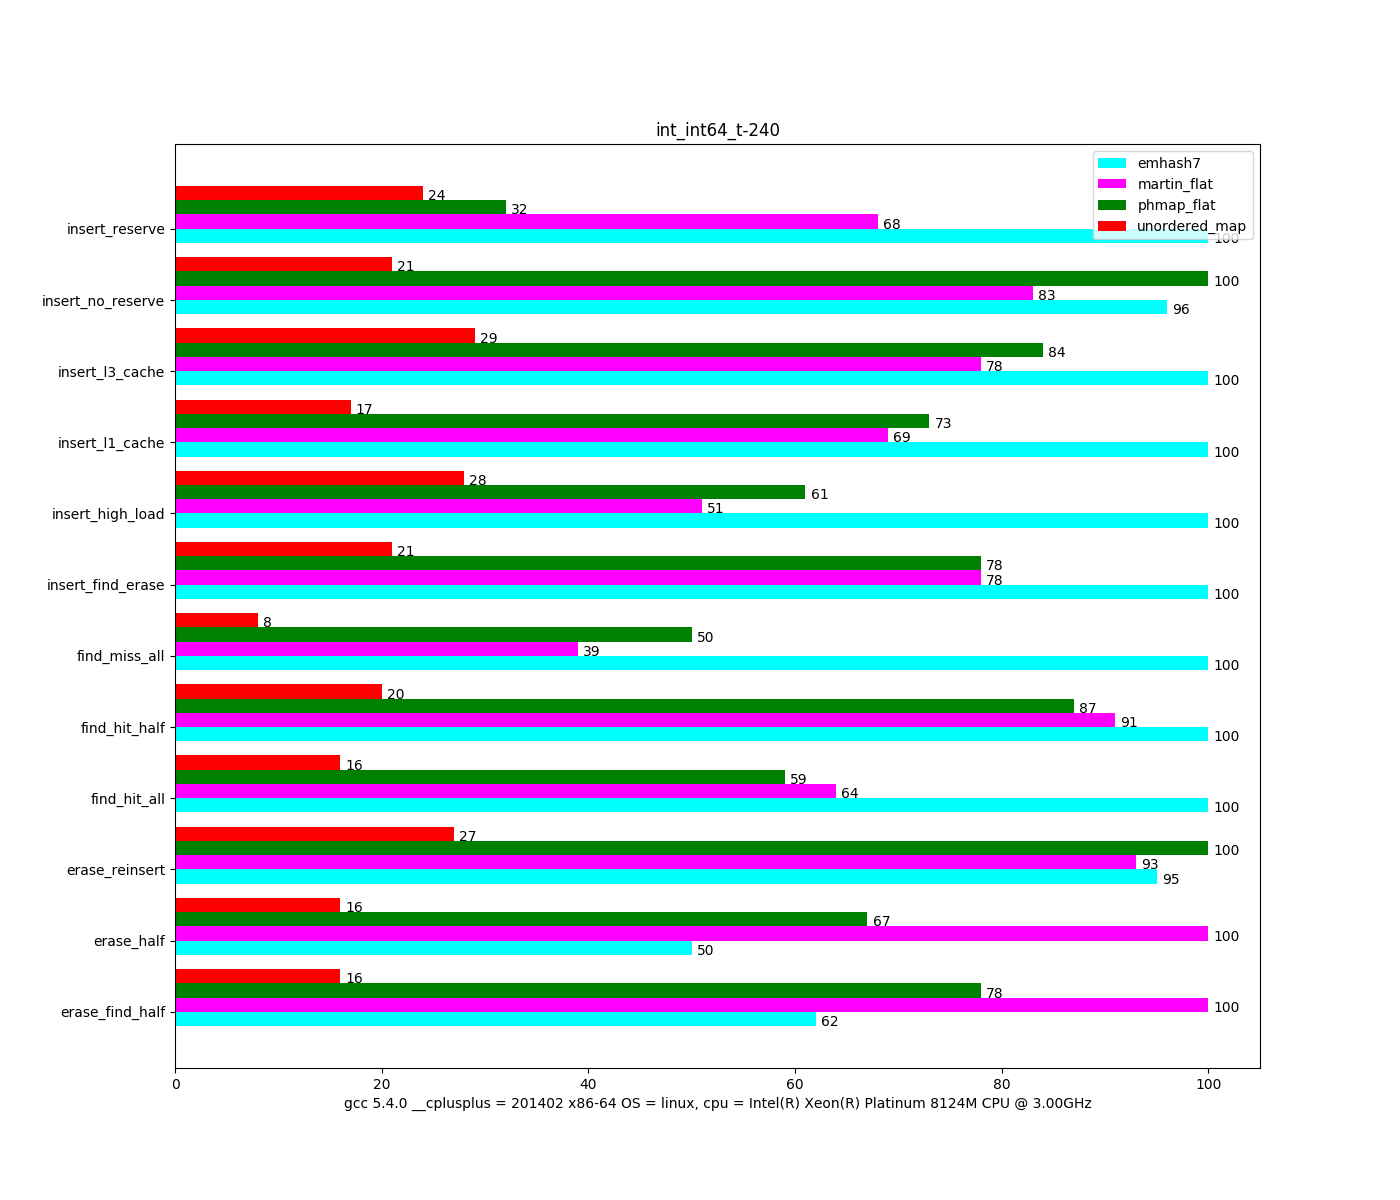 int_int64_t-240
emhash7
martin_flat
phmap_flat
unordered_map
insert_reserve
24
32
68
100
insert_no_reserve
21
100
83
96
insert_l3_cache
29
84
78
100
insert_l1_cache
17
73
69
100
insert_high_load
28
61
51
100
insert_find_erase
21
78
78
100
find_miss_all
8
50
39
100
find_hit_half
20
87
91
100
find_hit_all
16
59
64
100
erase_reinsert
27
100
93
95
erase_half
16
67
100
50
erase_find_half
16
78
100
62
0 20 40 60 80 100
gcc 5.4.0 __cplusplus = 201402 x86-64 OS = linux, cpu = Intel(R) Xeon(R) Platinum 8124M CPU @ 3.00GHz